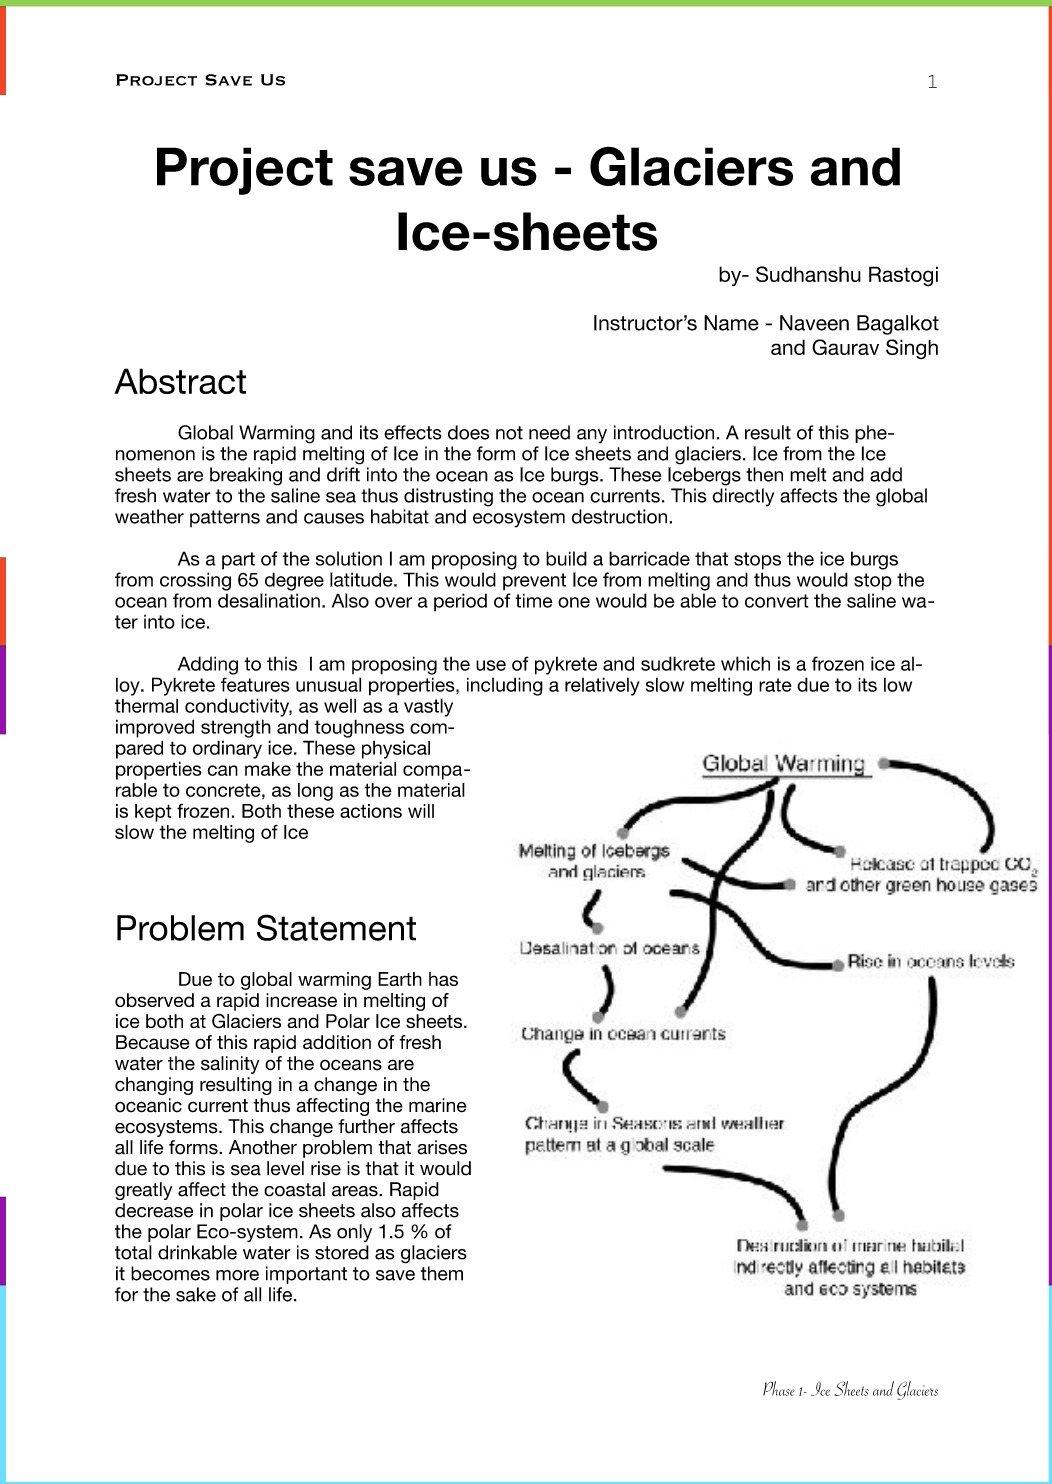 Project Save Us
1
Project save us - Glaciers and
Ice-sheets
by- Sudhanshu Rastogi
Instructor's Name - Naveen Bagalkot
and Gaurav Singh
Abstract
Global Warming and its effects does not need any introduction. A result of this phe-
nomenon is the rapid melting of Ice in the form of Ice sheets and glaciers. Ice from the Ice
sheets are breaking and drift into the ocean as Ice burgs. These Icebergs then melt and add
fresh water to the saline sea thus distrusting the ocean currents. This directly affects the global
weather patterns and causes habitat and ecosystem destruction.
As a part of the solution I am proposing to build a barricade that stops the ice burgs
from crossing 65 degree latitude. This would prevent Ice from melting and thus would stop the
ocean from desalination. Also over a period of time one would be able to convert the saline wa-
ter into ice.
Adding to this  I am proposing the use of pykrete and sudkrete which is a frozen ice al-
loy. Pykrete features unusual properties, including a relatively slow melting rate due to its low
thermal conductivity, as well as a vastly
improved strength and toughness com-
pared to ordinary ice. These physical
properties can make the material compa-
rable to concrete, as long as the material
is kept frozen. Both these actions will
slow the melting of Ice
Problem Statement
Due to global warming Earth has
observed a rapid increase in melting of
ice both at Glaciers and Polar Ice sheets.
Because of this rapid addition of fresh
water the salinity of the oceans are
changing resulting in a change in the
oceanic current thus affecting the marine
ecosystems. This change further affects
all life forms. Another problem that arises
due to this is sea level rise is that it would
greatly affect the coastal areas. Rapid
decrease in polar ice sheets also affects
the polar Eco-system. As only 1.5 % of
total drinkable water is stored as glaciers
it becomes more important to save them
for the sake of all life.
Global Warming
Melting of Icebergs
and glaciers
Release of trapped CO2
and other green house gases
Desalination of oceans
Rise in oceans levels
Change in ocean currents
Change in Seasons and weather
pattern at a global scale
Destruction of marine habitat
Indirectly affecting all habitats
and eco systems
Phase 1- Ice Sheets and Glaciers